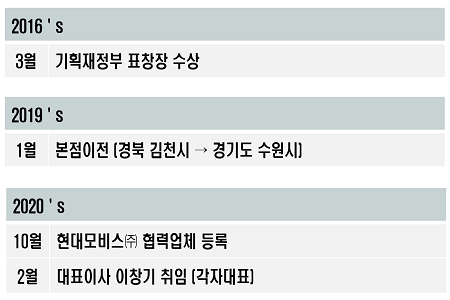 2016 ' s
3월 기획재정부 표창장 수상
2019 ' s
1월 본점이전 (경북 김천시 → 경기도 수원시)
2020 ' s
10월 현대모비스㈜ 협력업체 등록
2월 대표이사 이창기 취임 (각자대표)